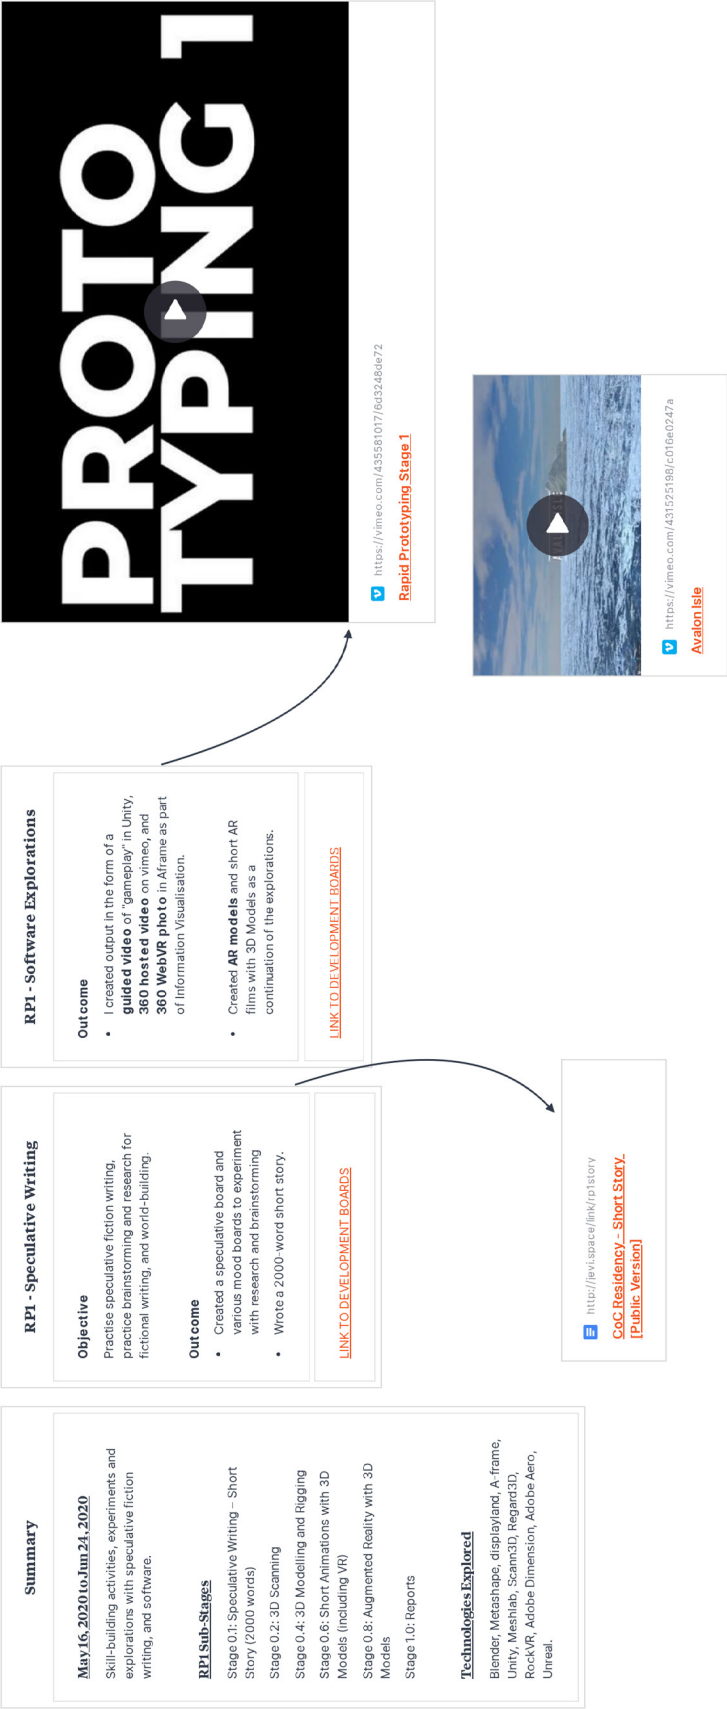 Summary
May 16, 2020 to Jun 24, 2020
Skill-building activities, experiments and
explorations with speculative fiction
writing, and software.
RP1 Sub-Stages
Stage 0.1: Speculative Writing – Short
Story (2000 words)
Stage 0.2: 3D Scanning
Stage 0.4: 3D Modelling and Rigging
Stage 0.6: Short Animations with 3D
Models (including VR)
Stage 0.8: Augmented Reality with 3D
Models
Stage 1.0: Reports
Technologies Explored
Blender, Metashape, displayland, A-frame,
Unity, Meshlab, Scann3D, Regard3D,
RockVR, Adobe Dimension, Adobe Aero,
Unreal.
RP1 - Speculative Writing
Objective
Practise speculative fiction writing,
practice brainstorming and research for
fictional writing, and world-building.
Outcome
• Created a speculative board and
various mood boards to experiment
with research and brainstorming
• Wrote a 2000-word short story.
LINK TO DEVELOPMENT BOARDS
http://jevi.space/link/rp1story
CoC Residency - Short Story
[Public Version]
RP1 - Software Explorations
Outcome
• I created output in the form of a
guided video of "gameplay" in Unity,
360 hosted video on vimeo, and
360 WebVR photo in Aframe as part
of Information Visualisation.
• Created AR models and short AR
films with 3D Models as a
continuation of the explorations.
LINK TO DEVELOPMENT BOARDS
PROTO
TYPING 1
https://vimeo.com/435581017/6d3248de72
Rapid Prototyping Stage 1
https://vimeo.com/431525198/c016e0247a
Avalon Isle